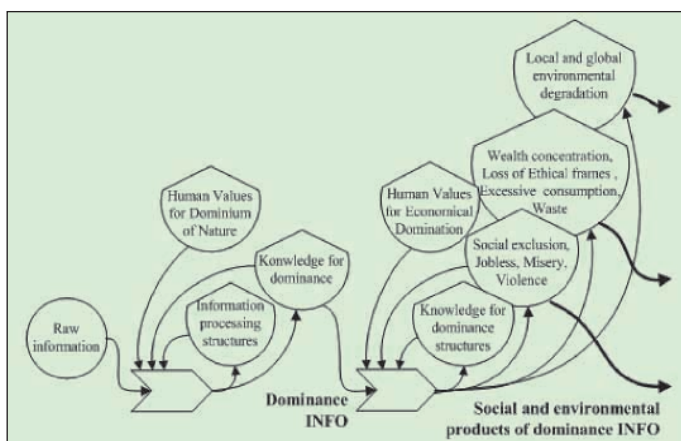 Local and global
environmental
degradation
Wealth concentration,
Loss of Ethical frames ,
Excessive consumption,
Waste
Human Values
for Dominium
of Nature
Human Values
for Economical
Domination
Konwledge for
dominance
Social exclusion,
Jobless, Misery,
Violence
Raw
information
Information
processing
structures
Knowledge for
dominance
structures
Dominance
INFO
Social and environmental
products of dominance INFO